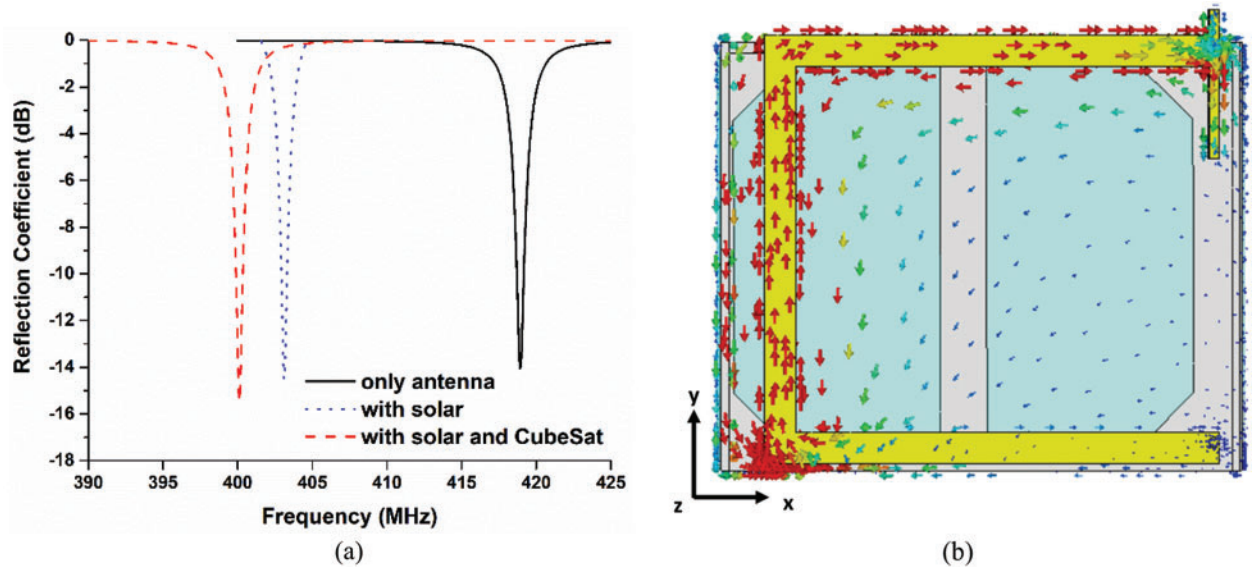 0
-2
-4
-6
-8
-10
-12
-14
-16
-18
Reflection Coefficient (dB)
only antenna
with solar
with solar and CubeSat
390 395 400 405 410 415 420 425
Frequency (MHz)
(a)
y
z
x
(b)